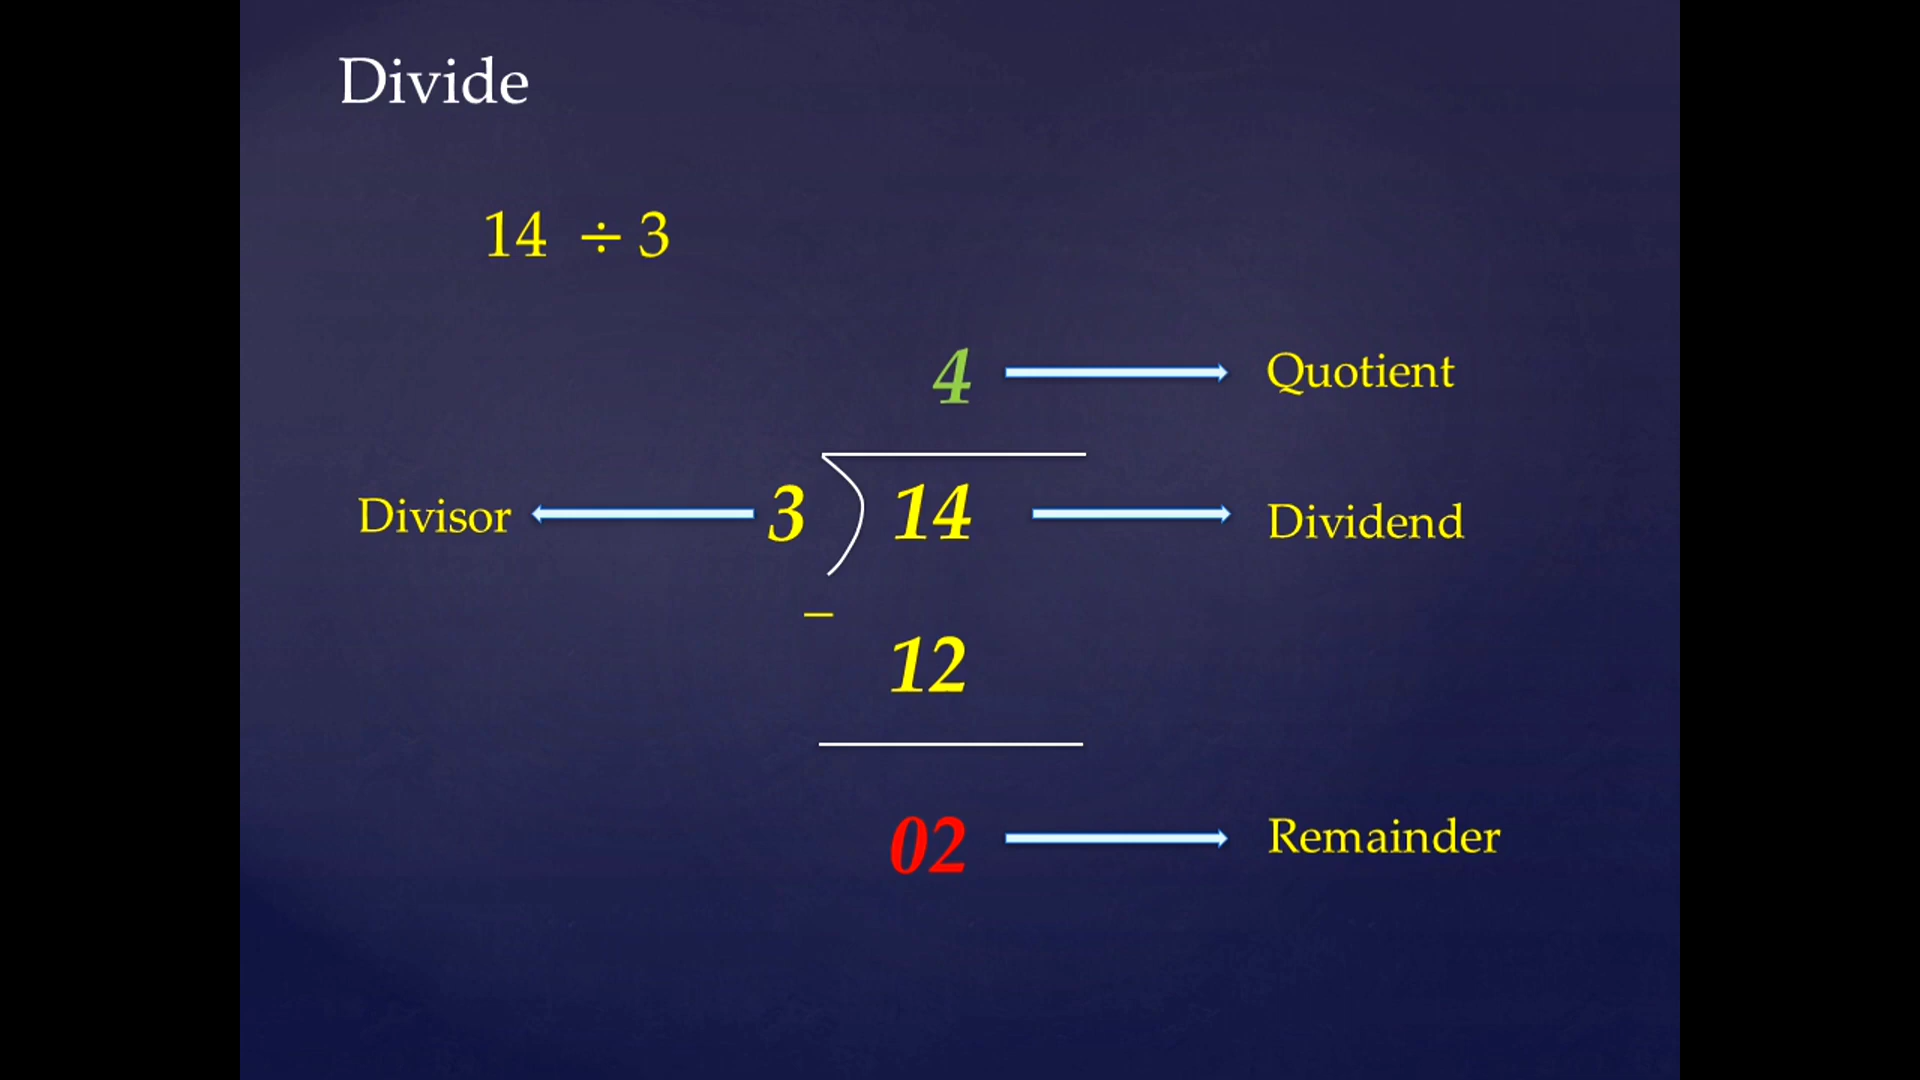 Divide
14 ÷ 3
4 Quotient
Divisor 3 14 Dividend
–
12
02 Remainder